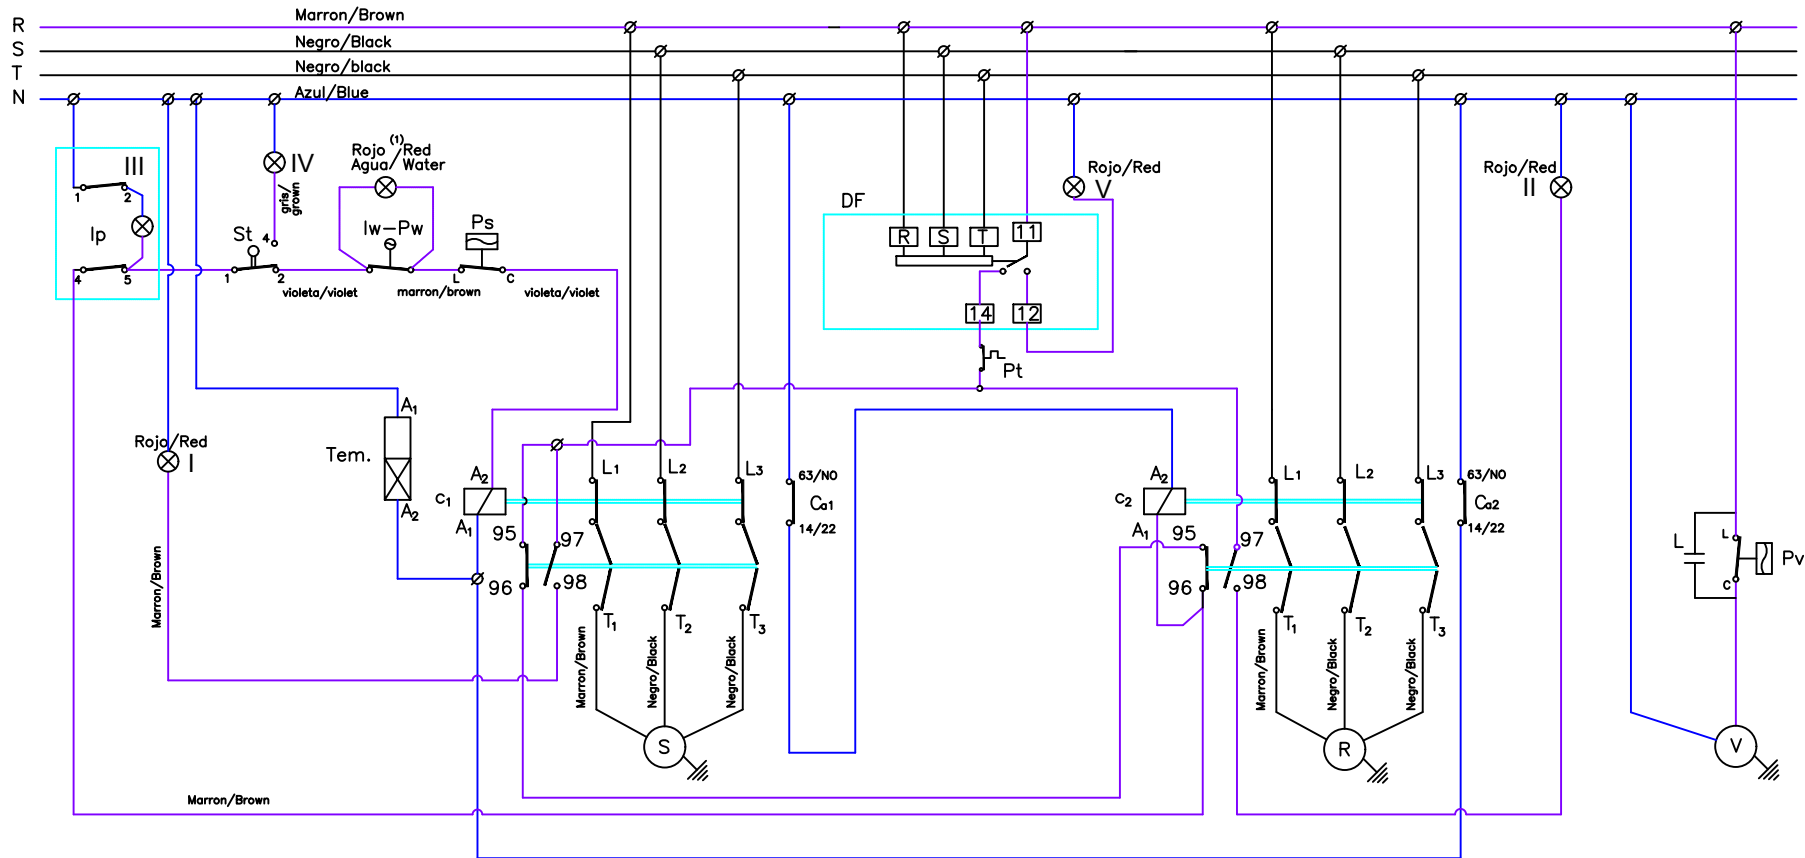 R
Marron/Brown
S
Negro/Black
T
Negro/black
N
Azul/Blue
III
1
2
Ip
4
5
IV
gris/
grown
St
4
1
2
violeta/violet
Rojo (1) Red
Agua/Water
Iw-Pw
marron/brown
Ps
L
C
violeta/violet
DF
R
S
T
11
14
12
Pt
Rojo/Red
V
Rojo/Red
II
Rojo/Red
I
Marron/Brown
Tem.
A1
A2
C1
A2
A1
95
96
97
98
L1
L2
L3
T1
T2
T3
Marron/Brown
Negro/Black
Negro/Black
S
63/NO
Ca1
14/22
C2
A2
A1
95
96
97
98
L1
L2
L3
T1
T2
T3
Marron/Brown
Negro/Black
Negro/Black
R
63/NO
Ca2
14/22
L
L
C
Pv
V
Marron/Brown